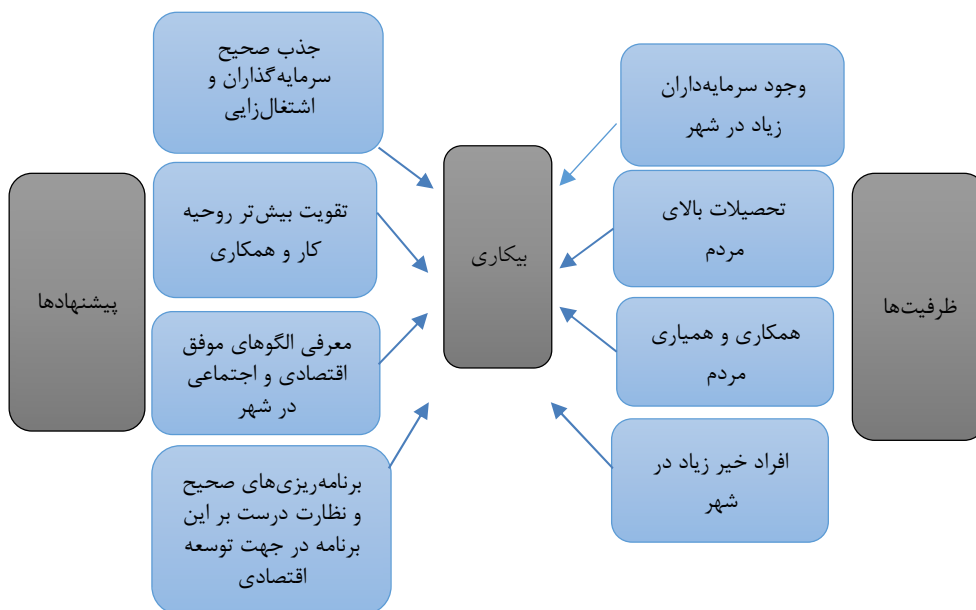 ظرفیت‌ها
وجود سرمایه‌داران
زیاد در شهر
تحصیلات بالای
مردم
همکاری و همیاری
مردم
افراد خیر زیاد در
شهر
بیکاری
جذب صحیح
سرمایه‌گذاران و
اشتغال‌زایی
تقویت بیش‌تر روحیه
کار و همکاری
معرفی الگوهای موفق
اقتصادی و اجتماعی
در شهر
برنامه‌ریزی‌های صحیح
و نظارت درست بر این
برنامه در جهت توسعه
اقتصادی
پیشنهادها